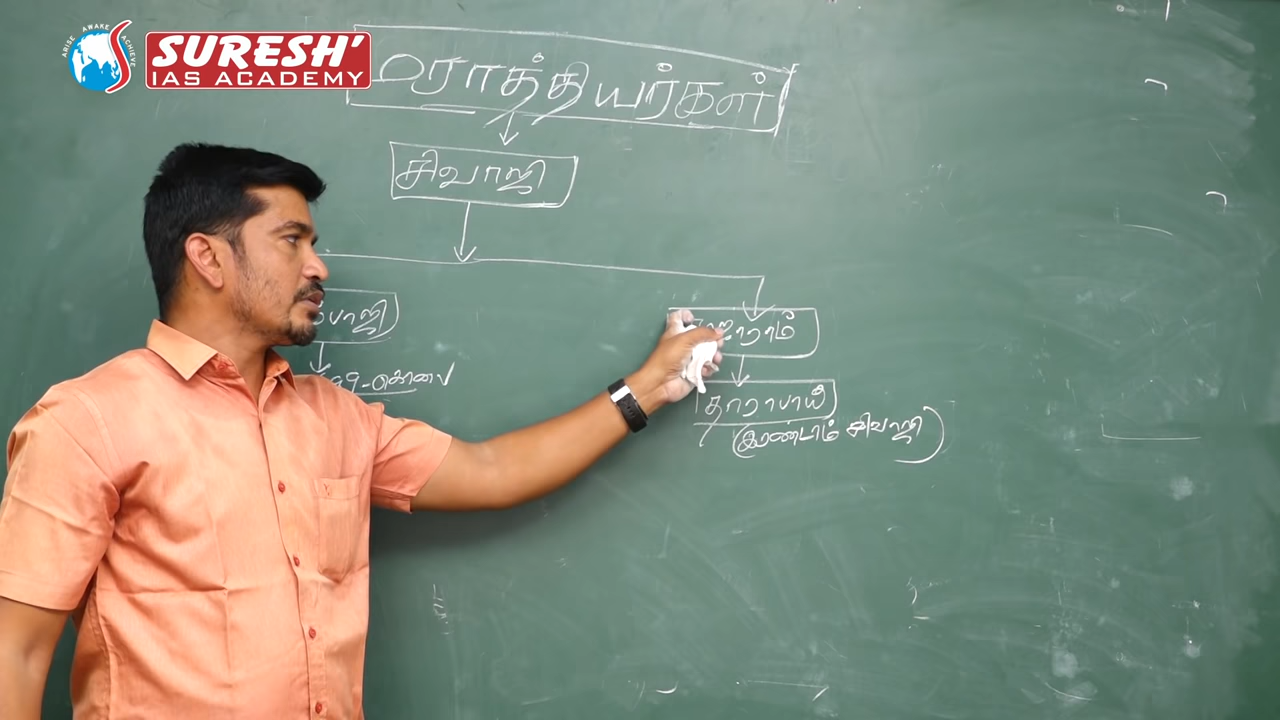 ARISE AWAKE ACHIEVE
SURESH'
IAS ACADEMY
மராத்தியர்கள்
சிவாஜி
பாஜி
ஜாராம்
தாராபாய்
(இரண்டாம் சிவாஜி)